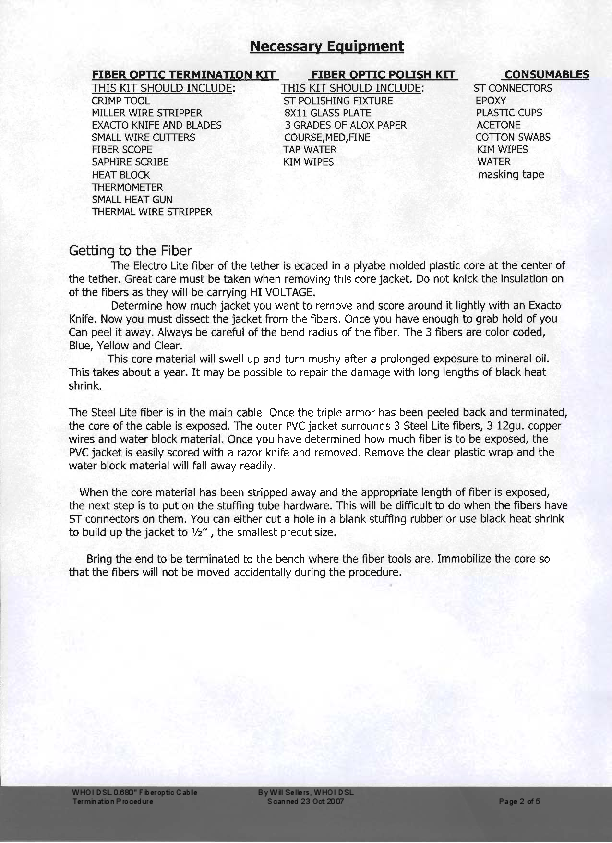 Necessary Equipment
FIBER OPTIC TERMINATION KIT FIBER OPTIC POLISH KIT CONSUMABLES
THIS KIT SHOULD INCLUDE: THIS KIT SHOULD INCLUDE: ST CONNECTORS
CRIMP TOOL ST POLISHING FIXTURE EPOXY
MILLER WIRE STRIPPER 8X11 GLASS PLATE PLASTIC CUPS
EXACTO KNIFE AND BLADES 3 GRADES OF ALOX PAPER ACETONE
SMALL WIRE CUTTERS COURSE,MED,FINE COTTON SWABS
FIBER SCOPE TAP WATER KIM WIPES
SAPHIRE SCRIBE KIM WIPES WATER
HEAT BLOCK masking tape
THERMOMETER
SMALL HEAT GUN
THERMAL WIRE STRIPPER
Getting to the Fiber
The Electro Lite fiber of the tether is ecaced in a plyabe molded plastic core at the center of
the tether. Great care must be taken when removing this core jacket. Do not knick the insulation on
of the fibers as they will be carrying HI VOLTAGE.
Determine how much jacket you want to remove and score around it lightly with an Exacto
Knife. Now you must dissect the jacket from the fibers. Once you have enough to grab hold of you
Can peel it away. Always be careful of the bend radius of the fiber. The 3 fibers are color coded,
Blue, Yellow and Clear.
This core material will swell up and turn mushy after a prolonged exposure to mineral oil.
This takes about a year. It may be possible to repair the damage with long lengths of black heat
shrink.
The Steel Lite fiber is in the main cable. Once the triple armor has been peeled back and terminated,
the core of the cable is exposed. The outer PVC jacket surrounds 3 Steel Lite fibers, 3 12gu. copper
wires and water block material. Once you have determined how much fiber is to be exposed, the
PVC jacket is easily scored with a razor knife and removed. Remove the clear plastic wrap and the
water block material will fall away readily.
When the core material has been stripped away and the appropriate length of fiber is exposed,
the next step is to put on the stuffing tube hardware. This will be difficult to do when the fibers have
ST connectors on them. You can either cut a hole in a blank stuffing rubber or use black heat shrink
to build up the jacket to ½" , the smallest precut size.
Bring the end to be terminated to the bench where the fiber tools are. Immobilize the core so
that the fibers will not be moved accidentally during the procedure.
WHOI DSL 0.680" Fiberoptic Cable By Will Sellers, WHOI DSL
Termination Procedure Scanned 23 Oct 2007 Page 2 of 5